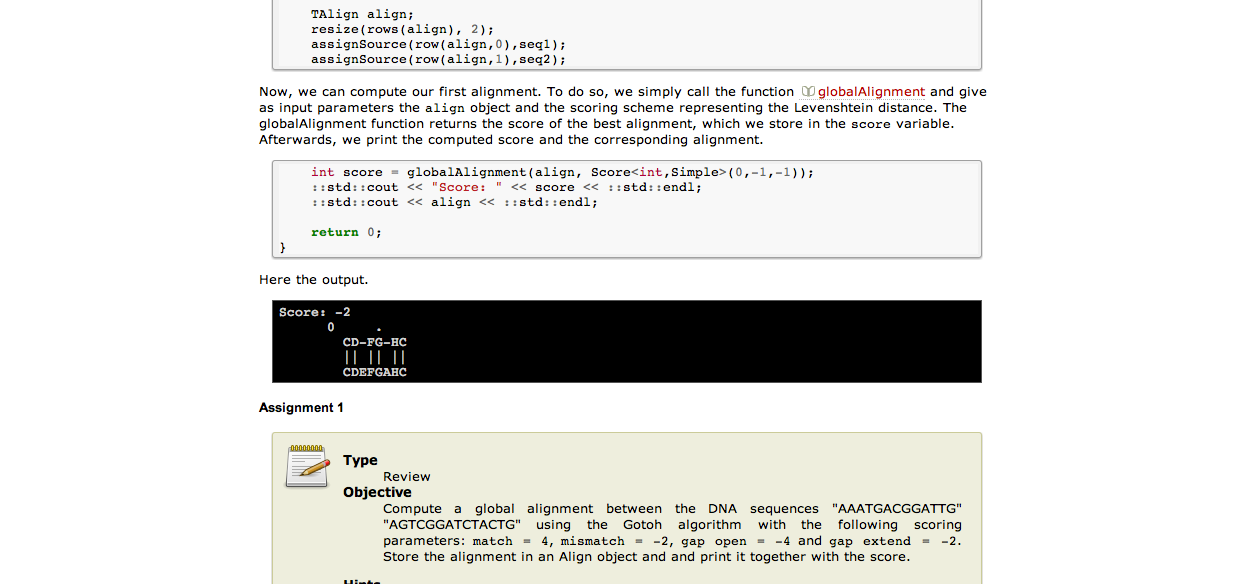 TAlign align;
resize(rows(align), 2);
assignSource(row(align,0),seq1);
assignSource(row(align,1),seq2);
Now, we can compute our first alignment. To do so, we simply call the function globalAlignment and give
as input parameters the align object and the scoring scheme representing the Levenshtein distance. The
globalAlignment function returns the score of the best alignment, which we store in the score variable.
Afterwards, we print the computed score and the corresponding alignment.
int score = globalAlignment(align, Score<int,Simple>(0,-1,-1));
::std::cout << "Score: " << score << ::std::endl;
::std::cout << align << ::std::endl;
return 0;
}
Here the output.
Score: -2
0 .
CD-FG-HC
|| || ||
CDEFGAHC
Assignment 1
Type
Review
Objective
Compute a global alignment between the DNA sequences "AAATGACGGATTG"
"AGTCGGATCTACTG" using the Gotoh algorithm with the following scoring
parameters: match = 4, mismatch = -2, gap open = -4 and gap extend = -2.
Store the alignment in an Align object and and print it together with the score.
Hints